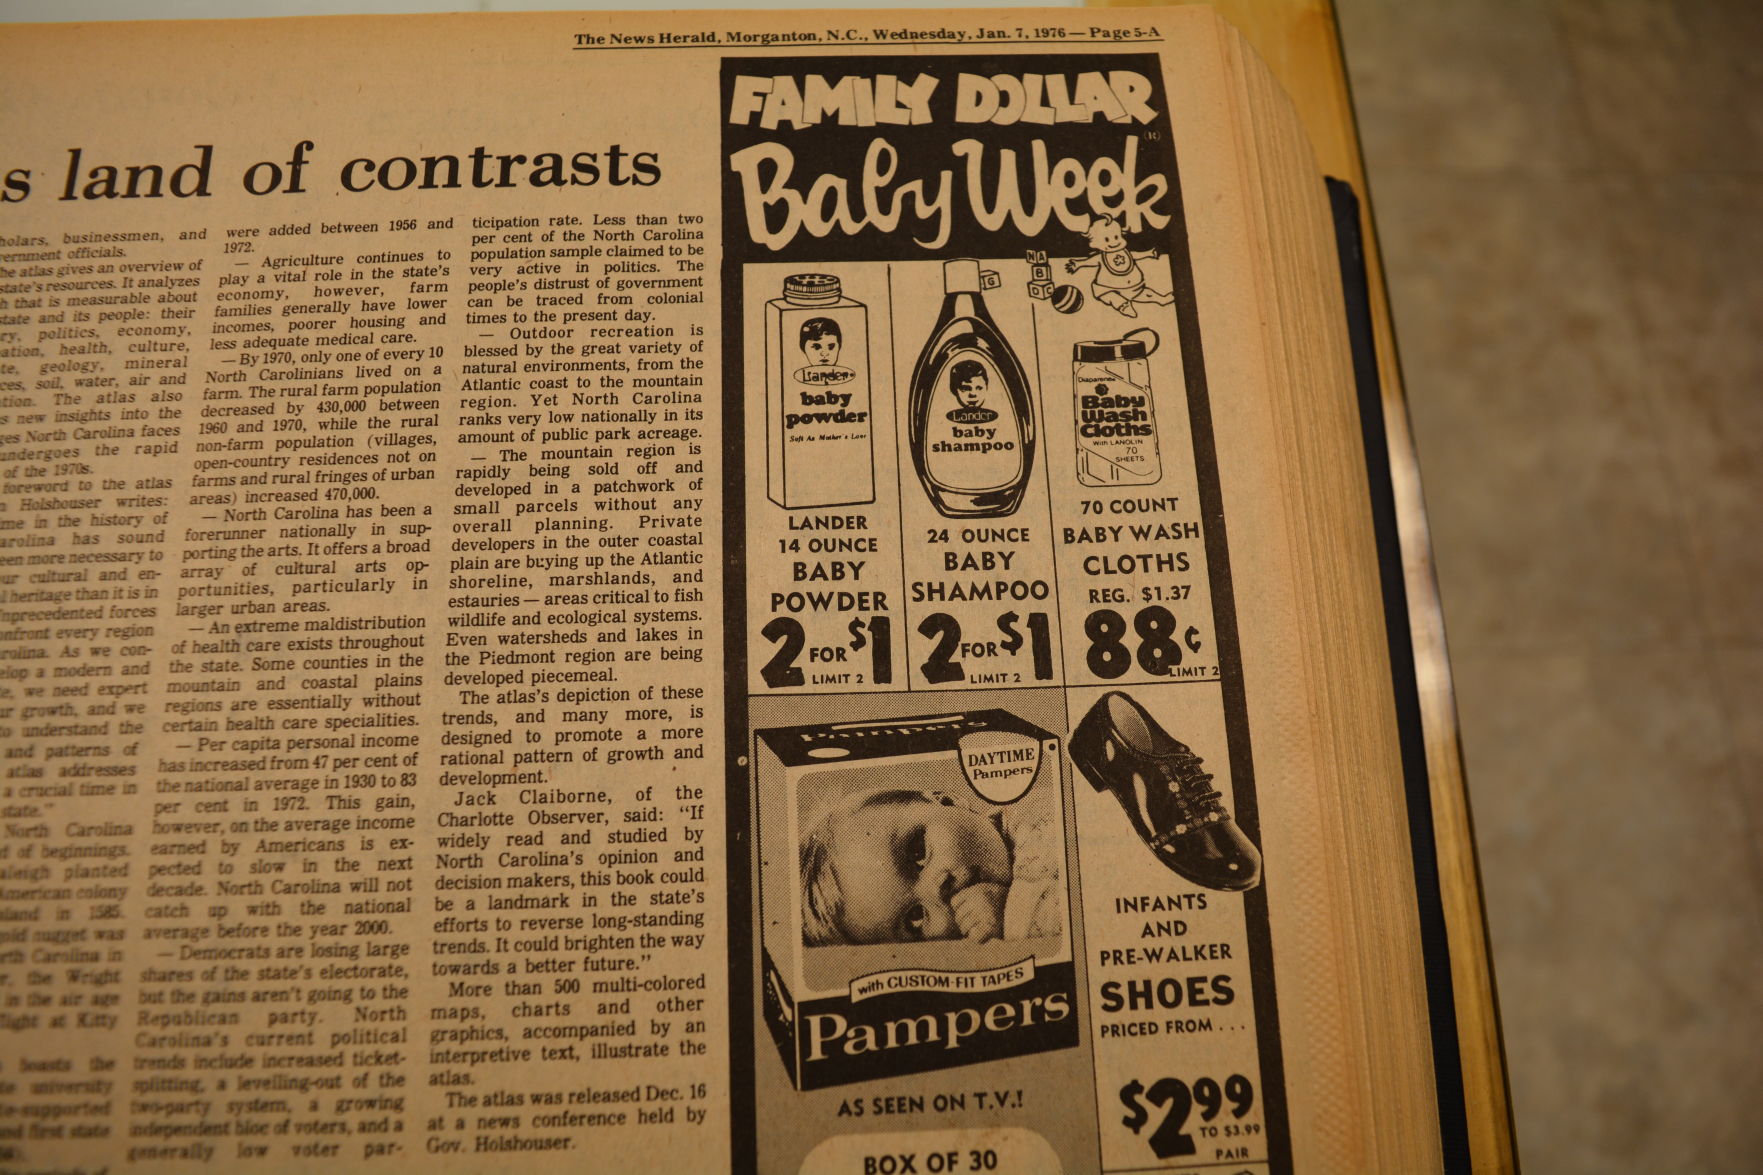 The News Herald, Morganton, N.C., Wednesday, Jan. 7, 1976 — Page 5-A
s land of contrasts
holars, businessmen, and
ernment officials.
he atlas gives an overview of
state's resources. It analyzes
h that is measurable about
state and its people: their
ry, politics, economy,
ation, health, culture,
te, geology, mineral
ces, soil, water, air and
tion. The atlas also
s new insights into the
ges North Carolina faces
undergoes the rapid
of the 1970s.
foreword to the atlas
Holshouser writes:
me in the history of
arolina has sound
een more necessary to
ur cultural and en-
l heritage than it is in
nprecedented forces
onfront every region
rolina. As we con-
elop a modern and
e, we need expert
ur growth, and we
to understand the
and patterns of
atlas addresses
a crucial time in
state."
North Carolina
d of beginnings.
aleigh planted
American colony
island in 1585.
gold nugget was
rth Carolina in
r, the Wright
in the air age
flight at Kitty
boasts the
university
e-supported
nd first state
were added between 1956 and
1972.
— Agriculture continues to
play a vital role in the state's
economy, however, farm
families generally have lower
incomes, poorer housing and
less adequate medical care.
— By 1970, only one of every 10
North Carolinians lived on a
farm. The rural farm population
decreased by 430,000 between
1960 and 1970, while the rural
non-farm population (villages,
open-country residences not on
farms and rural fringes of urban
areas) increased 470,000.
— North Carolina has been a
forerunner nationally in sup-
porting the arts. It offers a broad
array of cultural arts op-
portunities, particularly in
larger urban areas.
— An extreme maldistribution
of health care exists throughout
the state. Some counties in the
mountain and coastal plains
regions are essentially without
certain health care specialities.
— Per capita personal income
has increased from 47 per cent of
the national average in 1930 to 83
per cent in 1972. This gain,
however, on the average income
earned by Americans is ex-
pected to slow in the next
decade. North Carolina will not
catch up with the national
average before the year 2000.
— Democrats are losing large
shares of the state's electorate,
but the gains aren't going to the
Republican party. North
Carolina's current political
trends include increased ticket-
splitting, a levelling-out of the
two-party system, a growing
independent bloc of voters, and a
generally low voter par-
ticipation rate. Less than two
per cent of the North Carolina
population sample claimed to be
very active in politics. The
people's distrust of government
can be traced from colonial
times to the present day.
— Outdoor recreation is
blessed by the great variety of
natural environments, from the
Atlantic coast to the mountain
region. Yet North Carolina
ranks very low nationally in its
amount of public park acreage.
— The mountain region is
rapidly being sold off and
developed in a patchwork of
small parcels without any
overall planning. Private
developers in the outer coastal
plain are buying up the Atlantic
shoreline, marshlands, and
estauries — areas critical to fish
wildlife and ecological systems.
Even watersheds and lakes in
the Piedmont region are being
developed piecemeal.
The atlas's depiction of these
trends, and many more, is
designed to promote a more
rational pattern of growth and
development.
Jack Claiborne, of the
Charlotte Observer, said: "If
widely read and studied by
North Carolina's opinion and
decision makers, this book could
be a landmark in the state's
efforts to reverse long-standing
trends. It could brighten the way
towards a better future."
More than 500 multi-colored
maps, charts and other
graphics, accompanied by an
interpretive text, illustrate the
atlas.
The atlas was released Dec. 16
at a news conference held by
Gov. Holshouser.
FAMILY DOLLAR
(R)
Baby Week
N A
B
D C
G
Lander
baby
powder
Soft As Mother's Love
Lander
baby
shampoo
Diaparene
Baby
Wash
Cloths
With LANOLIN
70
SHEETS
LANDER
14 OUNCE
BABY
POWDER
2 FOR $1
LIMIT 2
24 OUNCE
BABY
SHAMPOO
2 FOR $1
LIMIT 2
70 COUNT
BABY WASH
CLOTHS
REG. $1.37
88¢
LIMIT 2
Pampers
DAYTIME
Pampers
with CUSTOM-FIT TAPES
Pampers
AS SEEN ON T.V.!
BOX OF 30
INFANTS
AND
PRE-WALKER
SHOES
PRICED FROM . . .
$2.99
TO $3.99
PAIR